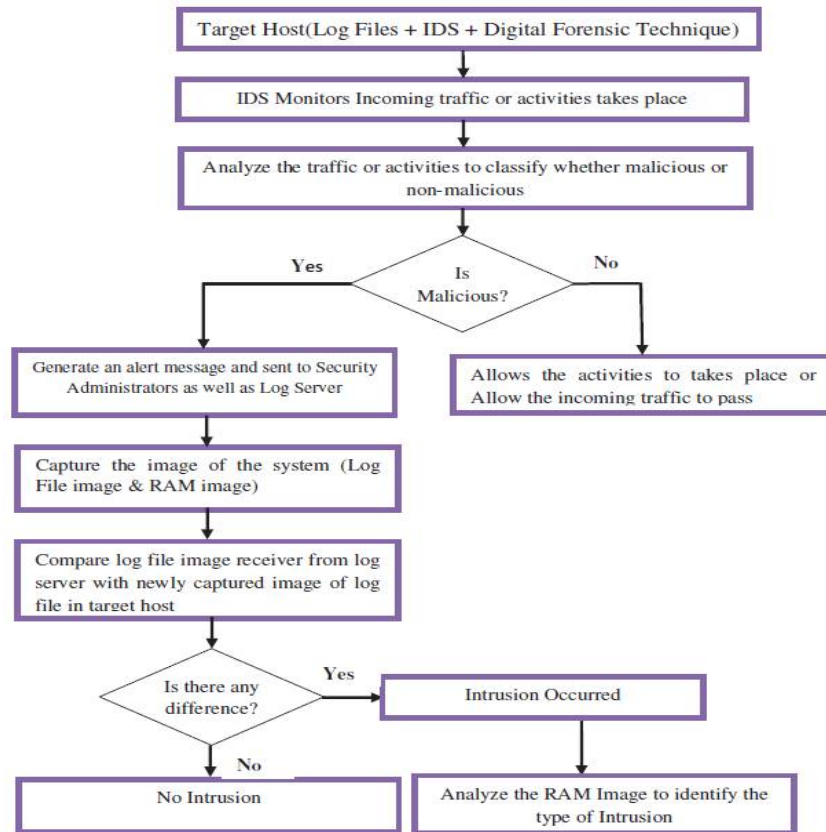 Target Host(Log Files + IDS + Digital Forensic Technique)
IDS Monitors Incoming traffic or activities takes place
Analyze the traffic or activities to classify whether malicious or
non-malicious
Yes
Is
Malicious?
No
Generate an alert message and sent to Security
Administrators as well as Log Server
Allows the activities to takes place or
Allow the incoming traffic to pass
Capture the image of the system (Log
File image & RAM image)
Compare log file image receiver from log
server with newly captured image of log
file in target host
Is there any
difference?
Yes
Intrusion Occurred
No
No Intrusion
Analyze the RAM Image to identify the
type of Intrusion